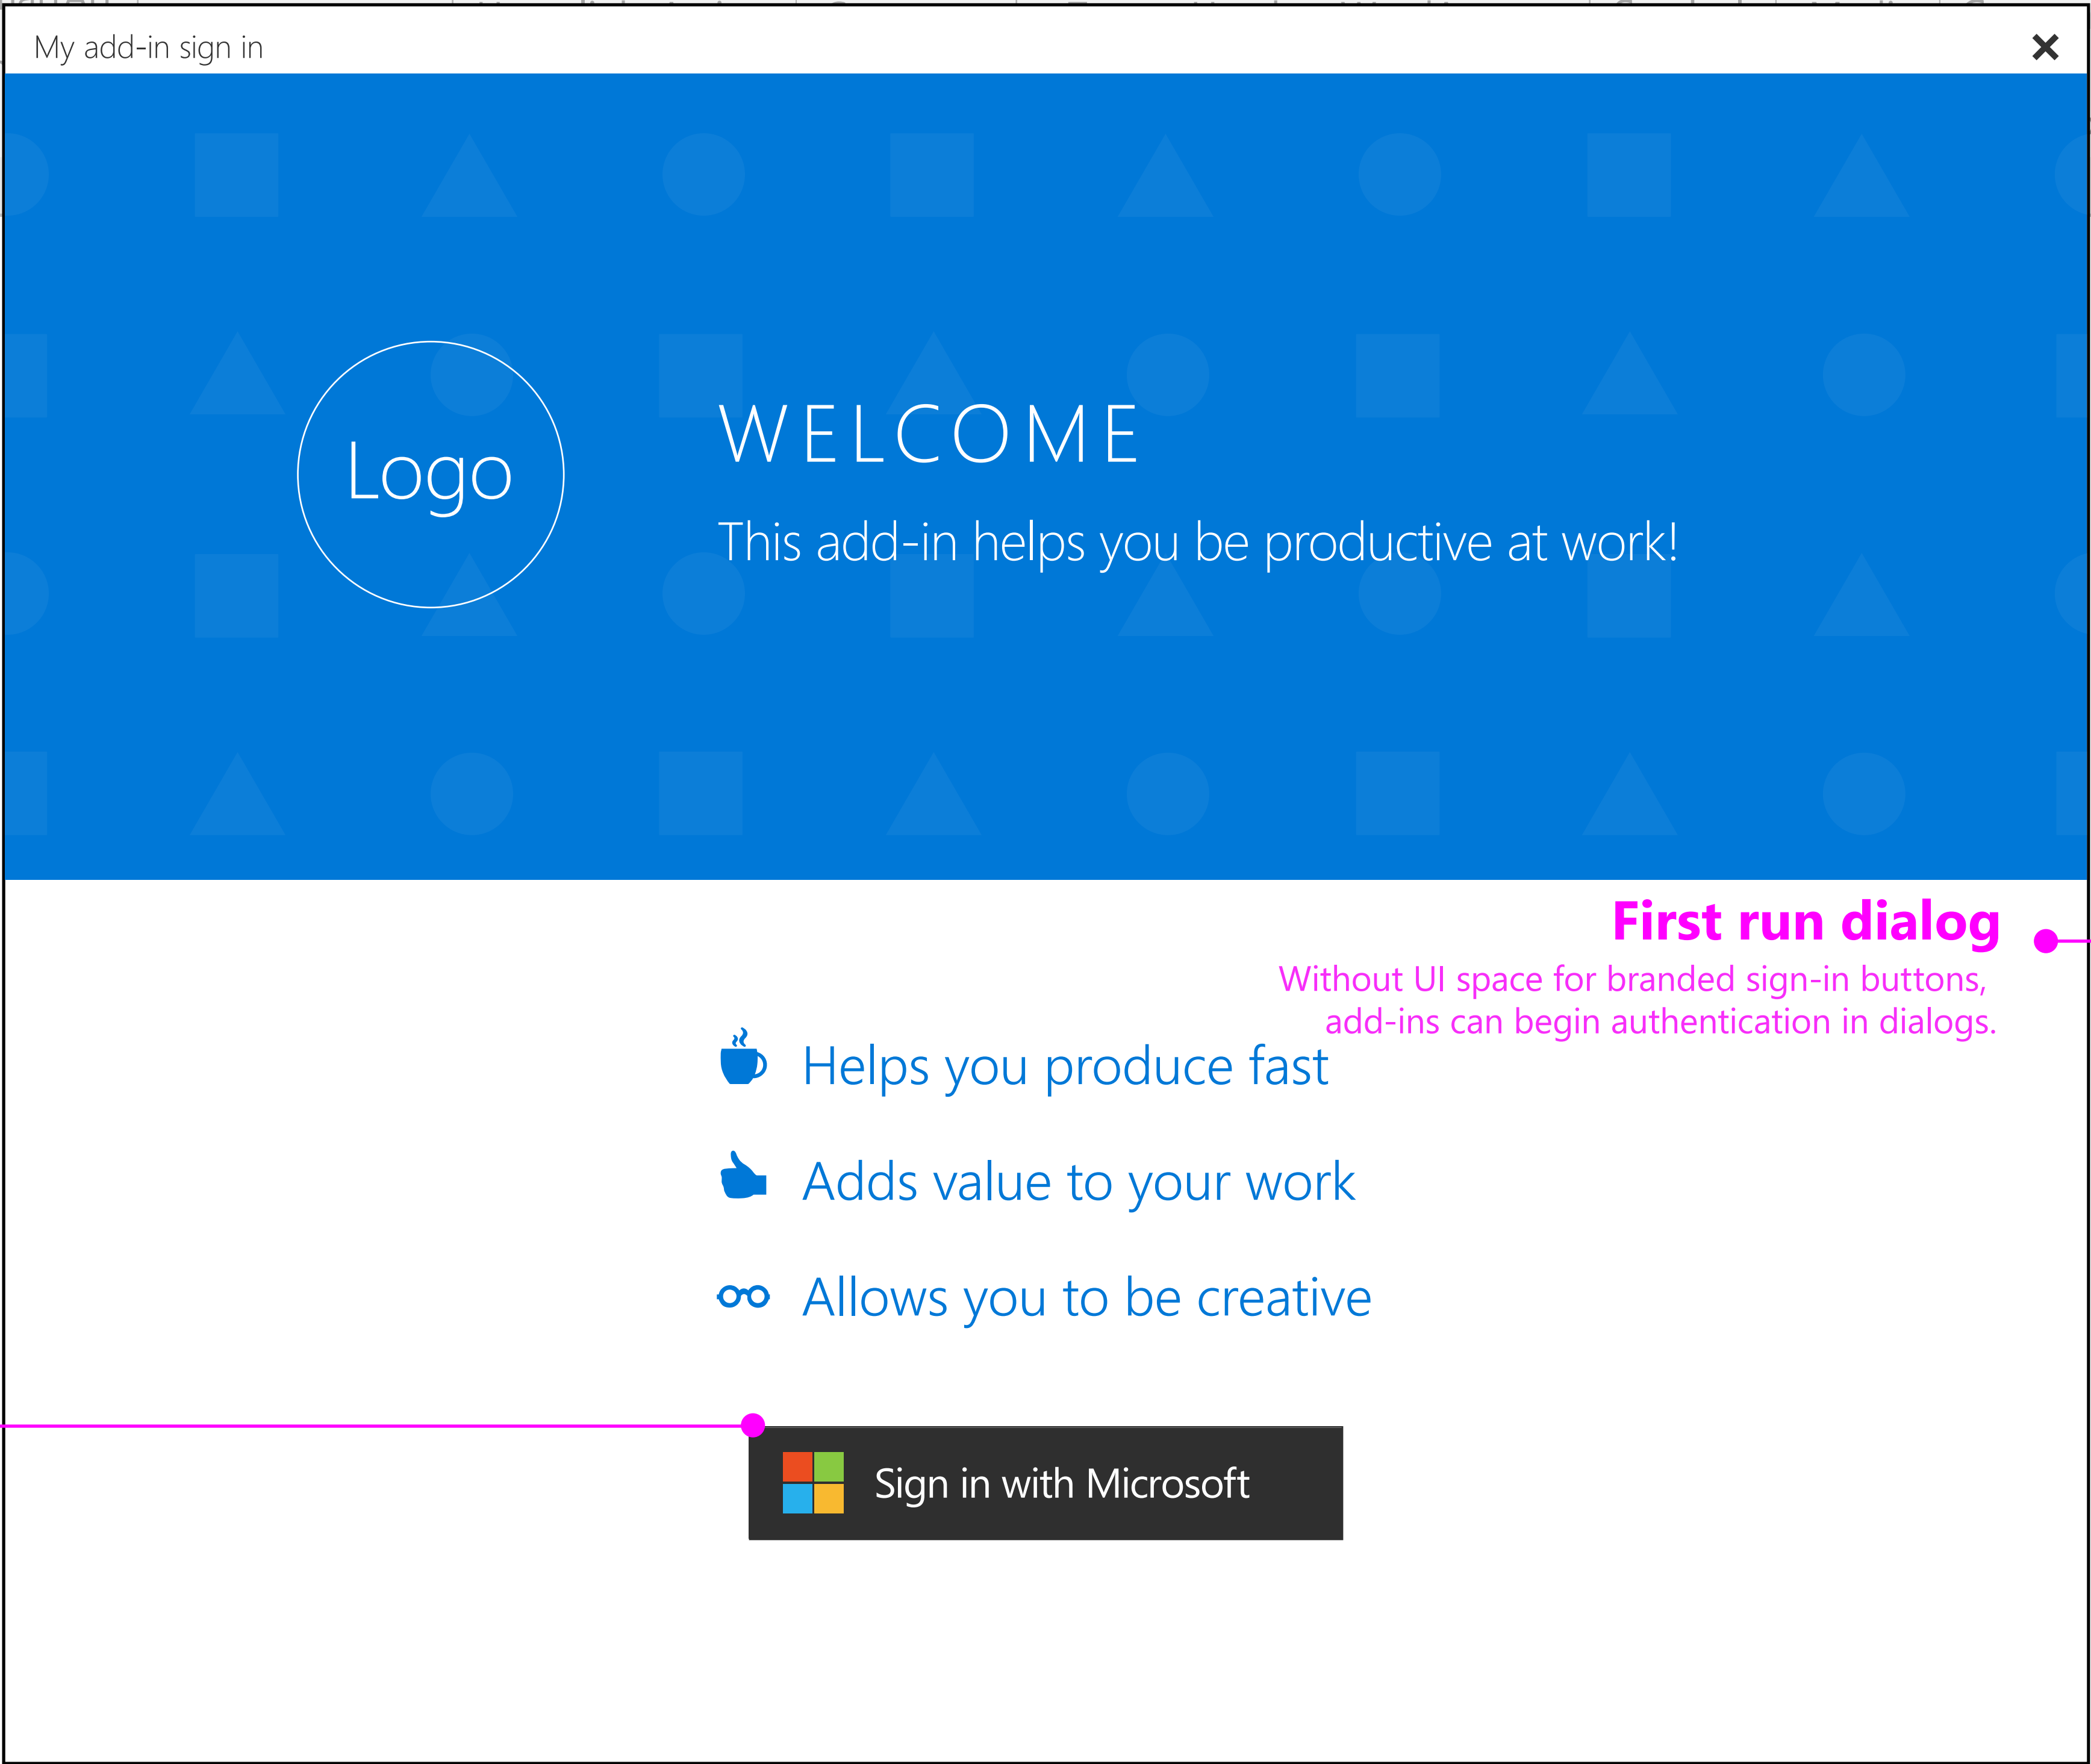 My add-in sign in
Logo
WELCOME
This add-in helps you be productive at work!
First run dialog
Without UI space for branded sign-in buttons,
add-ins can begin authentication in dialogs.
Helps you produce fast
Adds value to your work
Allows you to be creative
Sign in with Microsoft